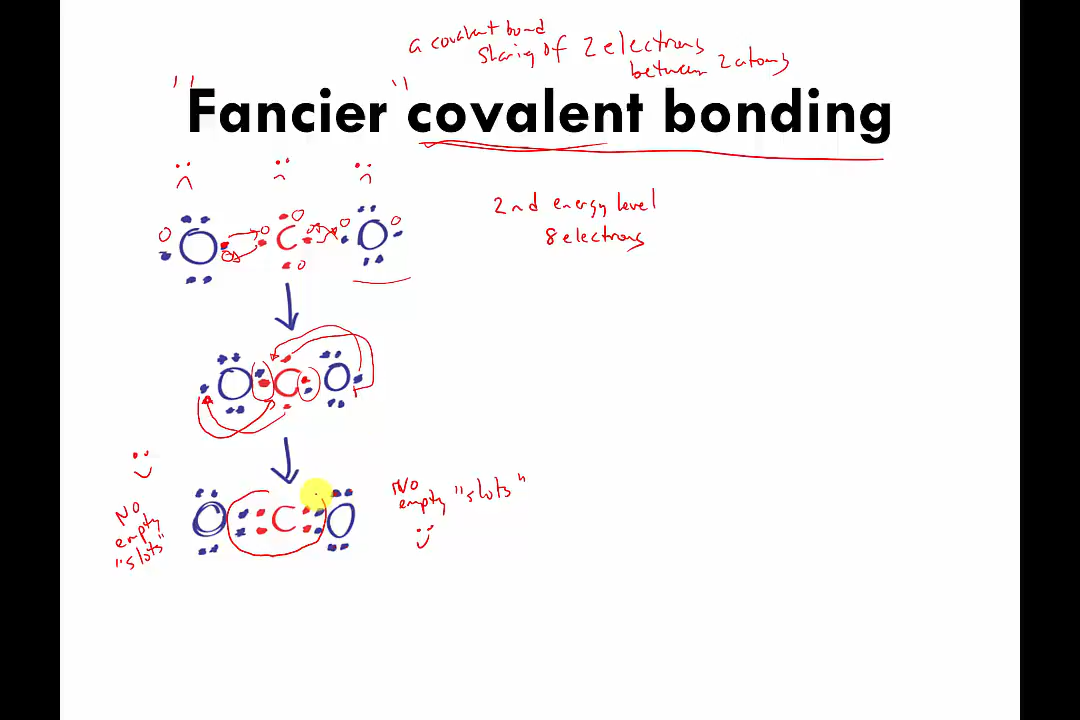 a covalent bond
sharing of 2 electrons
between 2 atoms
"Fancier" covalent bonding
2nd energy level
8 electrons
O C O
O C O
NO
empty
"slots"
O C O
NO
empty "slots"